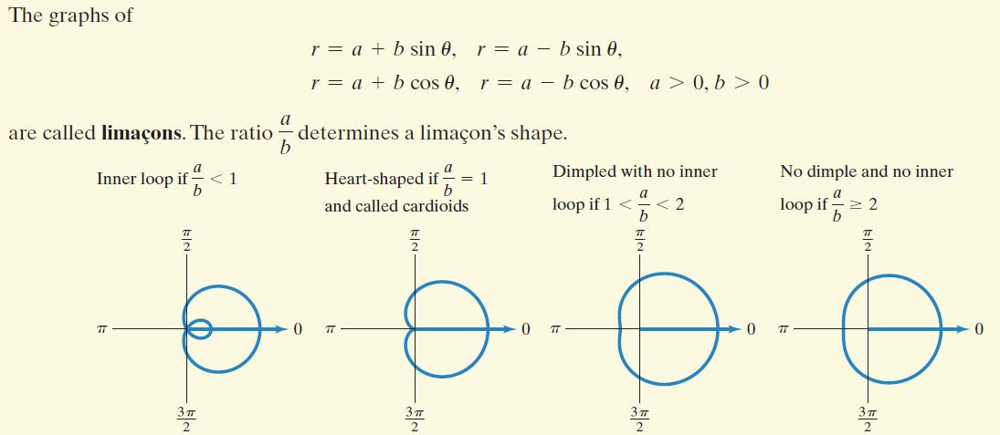 The graphs of
r = a + b sin θ, r = a − b sin θ,
r = a + b cos θ, r = a − b cos θ, a > 0, b > 0
are called limaçons. The ratio a/b determines a limaçon's shape.
Inner loop if a/b < 1
Heart-shaped if a/b = 1
and called cardioids
Dimpled with no inner
loop if 1 < a/b < 2
No dimple and no inner
loop if a/b ≥ 2
π/2
π
0
3π/2
π/2
π
0
3π/2
π/2
π
0
3π/2
π/2
π
0
3π/2